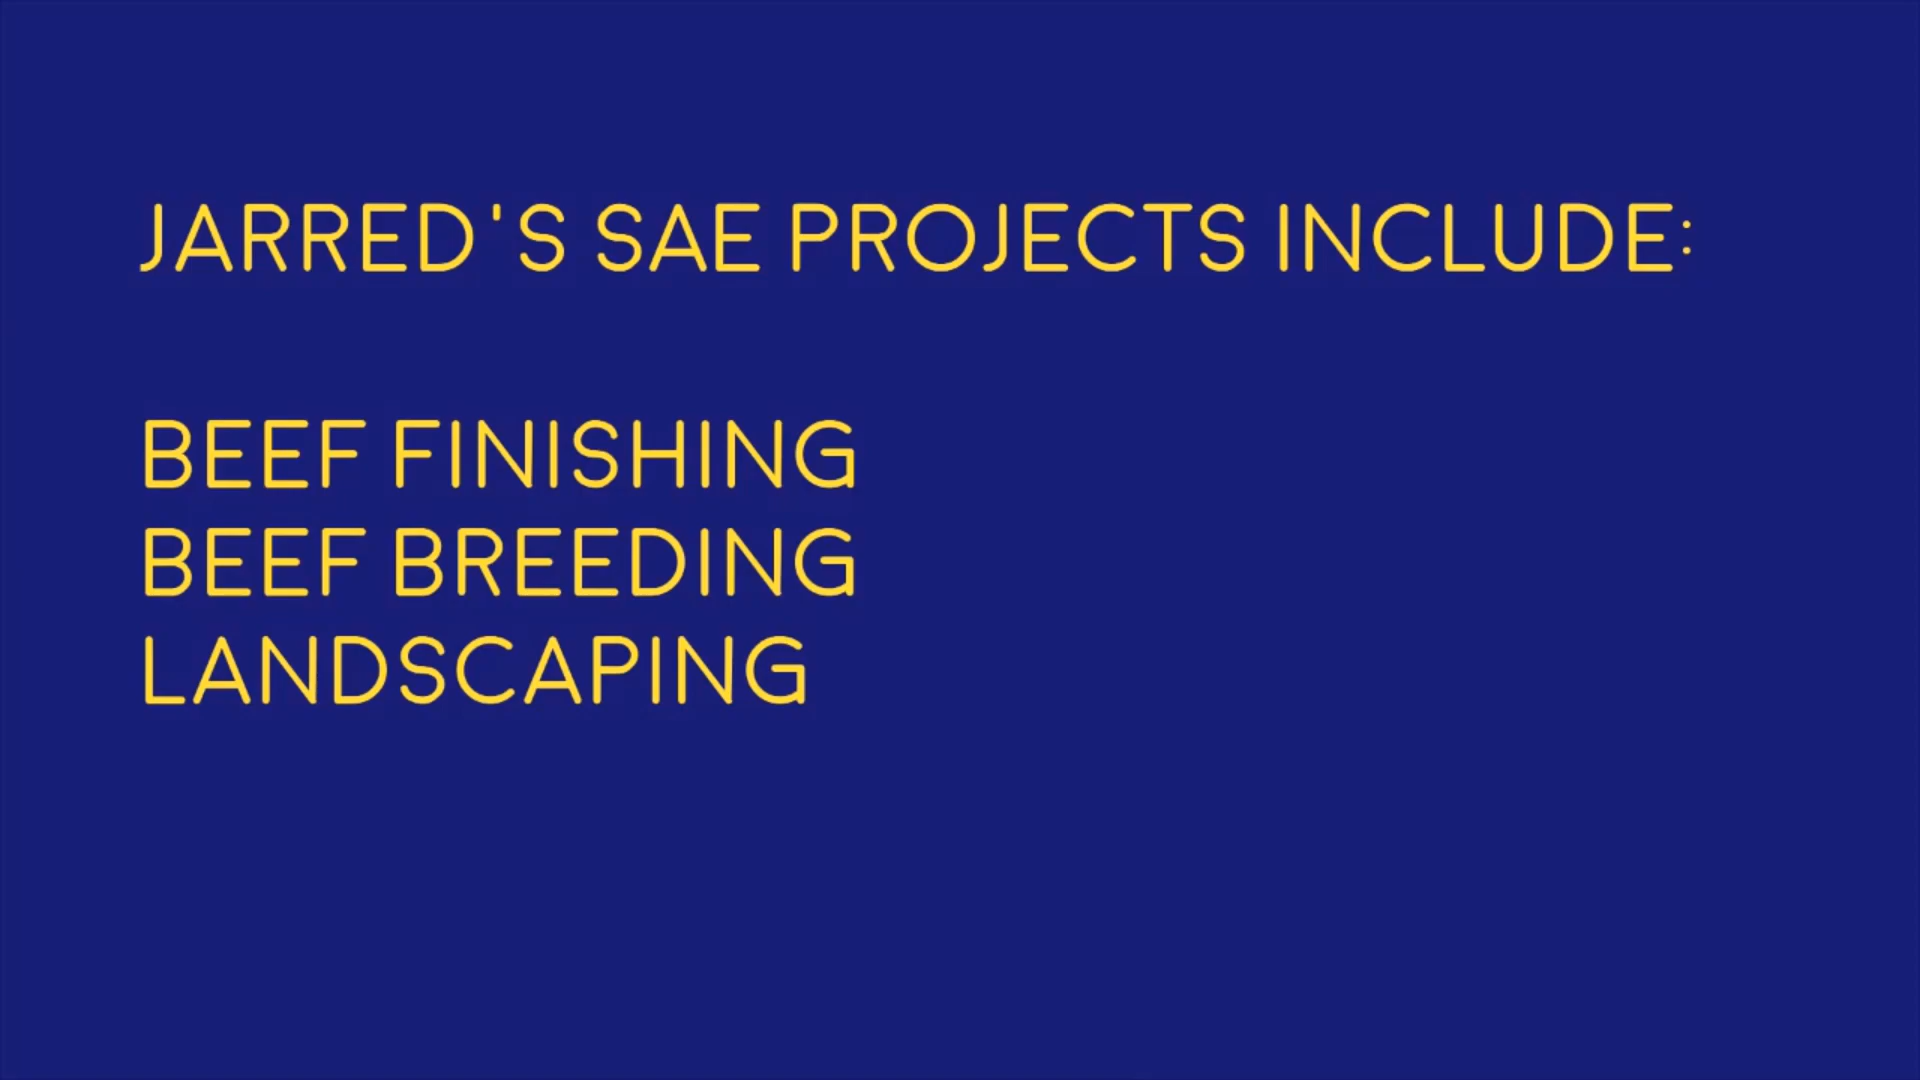 JARRED'S SAE PROJECTS INCLUDE:
BEEF FINISHING
BEEF BREEDING
LANDSCAPING